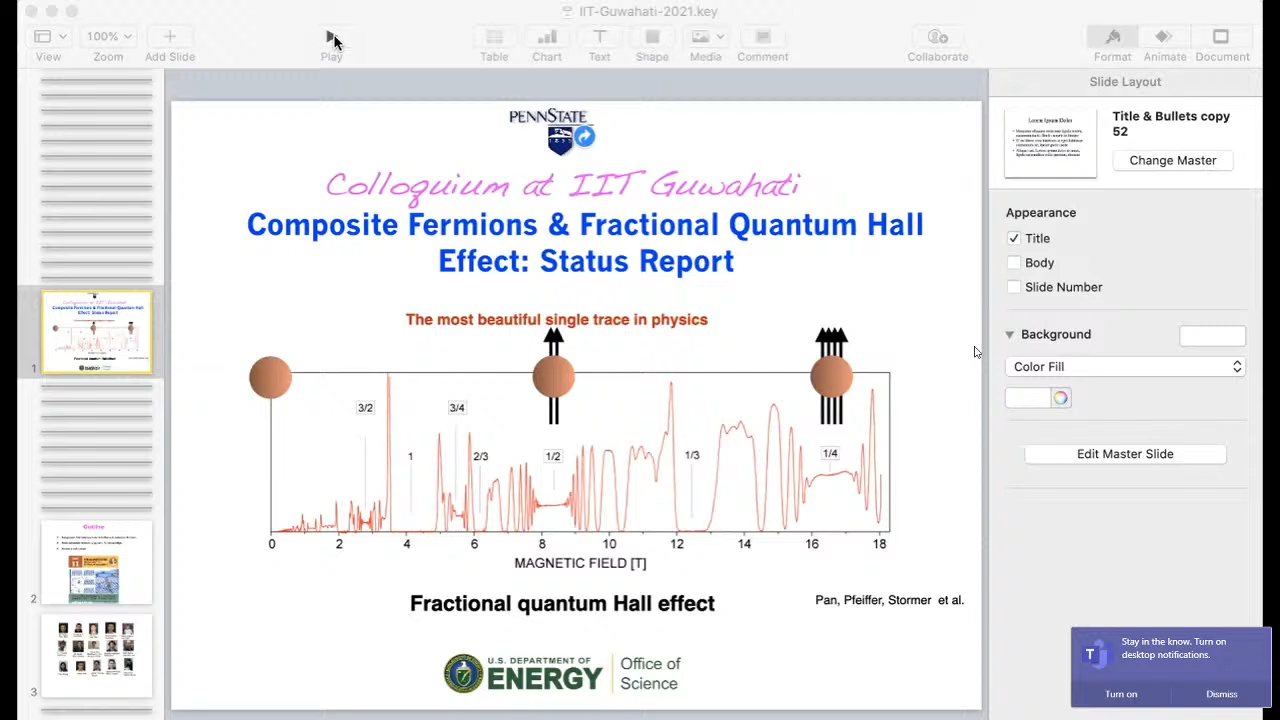 IIT-Guwahati-2021.key
100%
View
Zoom
Add Slide
Play
Table
Chart
Text
Shape
Media
Comment
Collaborate
Format
Animate
Document
Slide Layout
Title & Bullets copy
52
Change Master
Appearance
Title
Body
Slide Number
Background
Color Fill
Edit Master Slide
1
Outline
2
3
PENNSTATE
1855
Colloquium at IIT Guwahati
Composite Fermions & Fractional Quantum Hall
Effect: Status Report
The most beautiful single trace in physics
3/2
3/4
1
2/3
1/2
1/3
1/4
0
2
4
6
8
10
12
14
16
18
MAGNETIC FIELD [T]
Fractional quantum Hall effect
Pan, Pfeiffer, Stormer et al.
U.S. DEPARTMENT OF
ENERGY
Office of
Science
Stay in the know. Turn on
desktop notifications.
Turn on
Dismiss